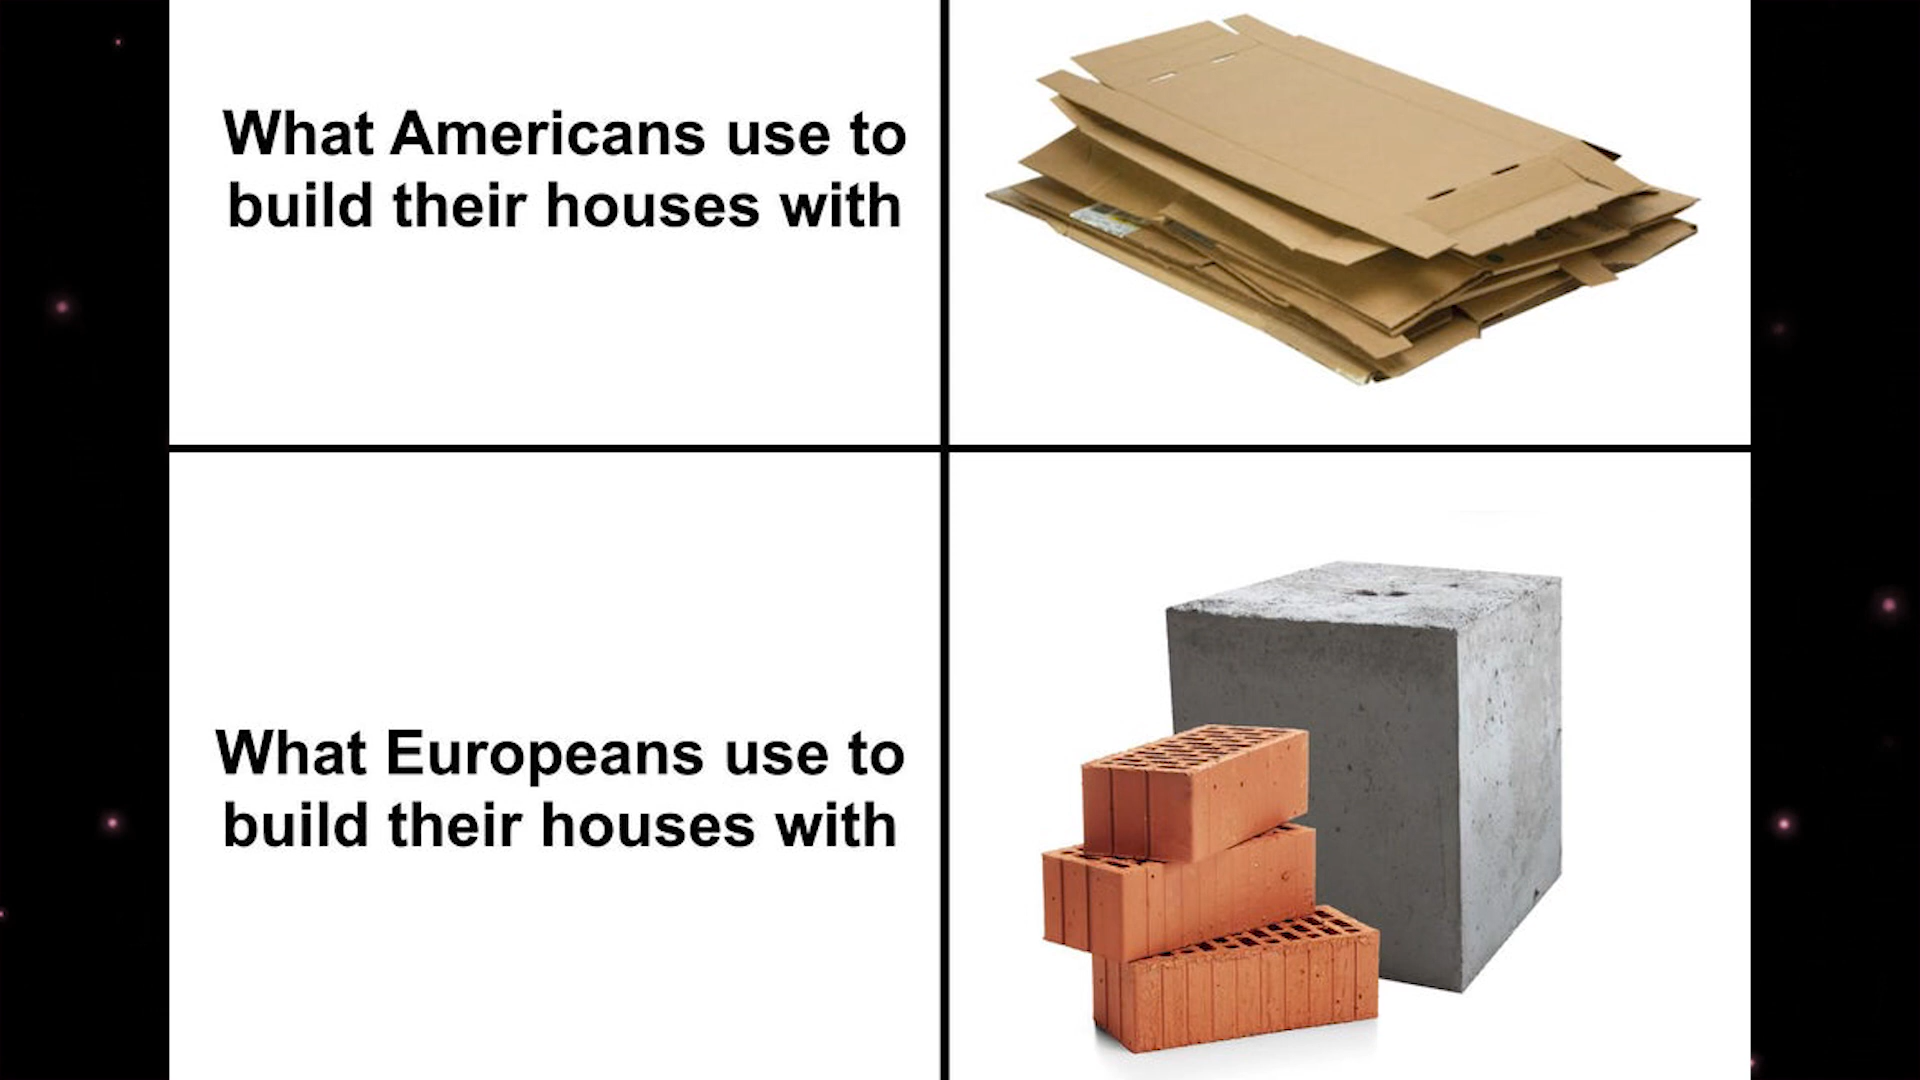 What Americans use to
build their houses with
What Europeans use to
build their houses with